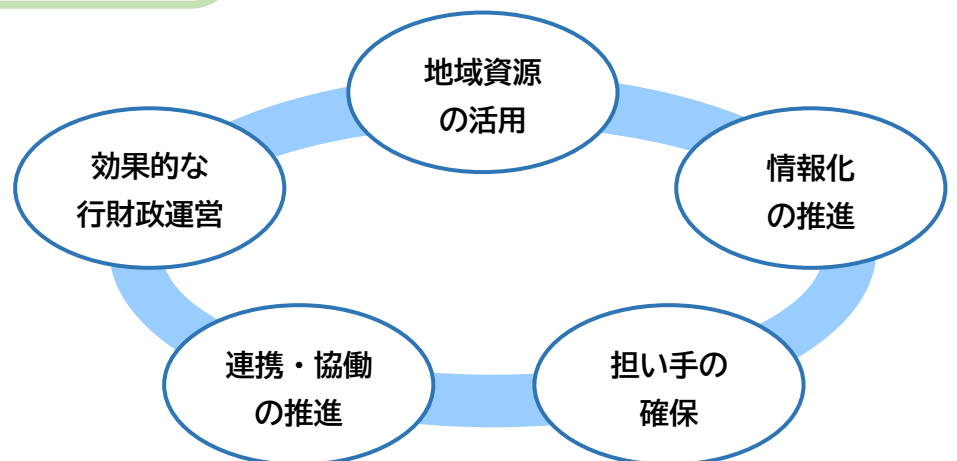 地域資源
の活用
効果的な
行財政運営
情報化
の推進
連携・協働
の推進
担い手の
確保